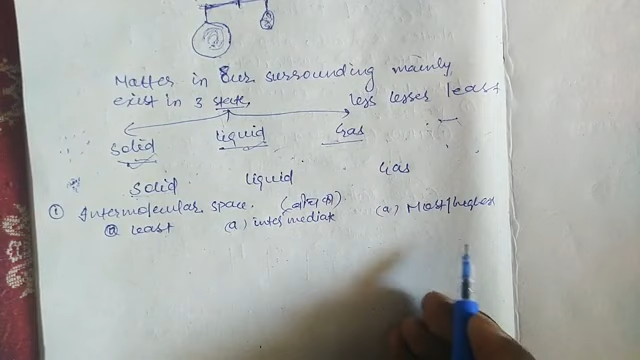 Matter in our surrounding mainly
exist in 3 state. less lesser least
Solid liquid Gas
Solid liquid Gas
① Intermolecular space.
(a) least (a) intermediate (a) Most/highest